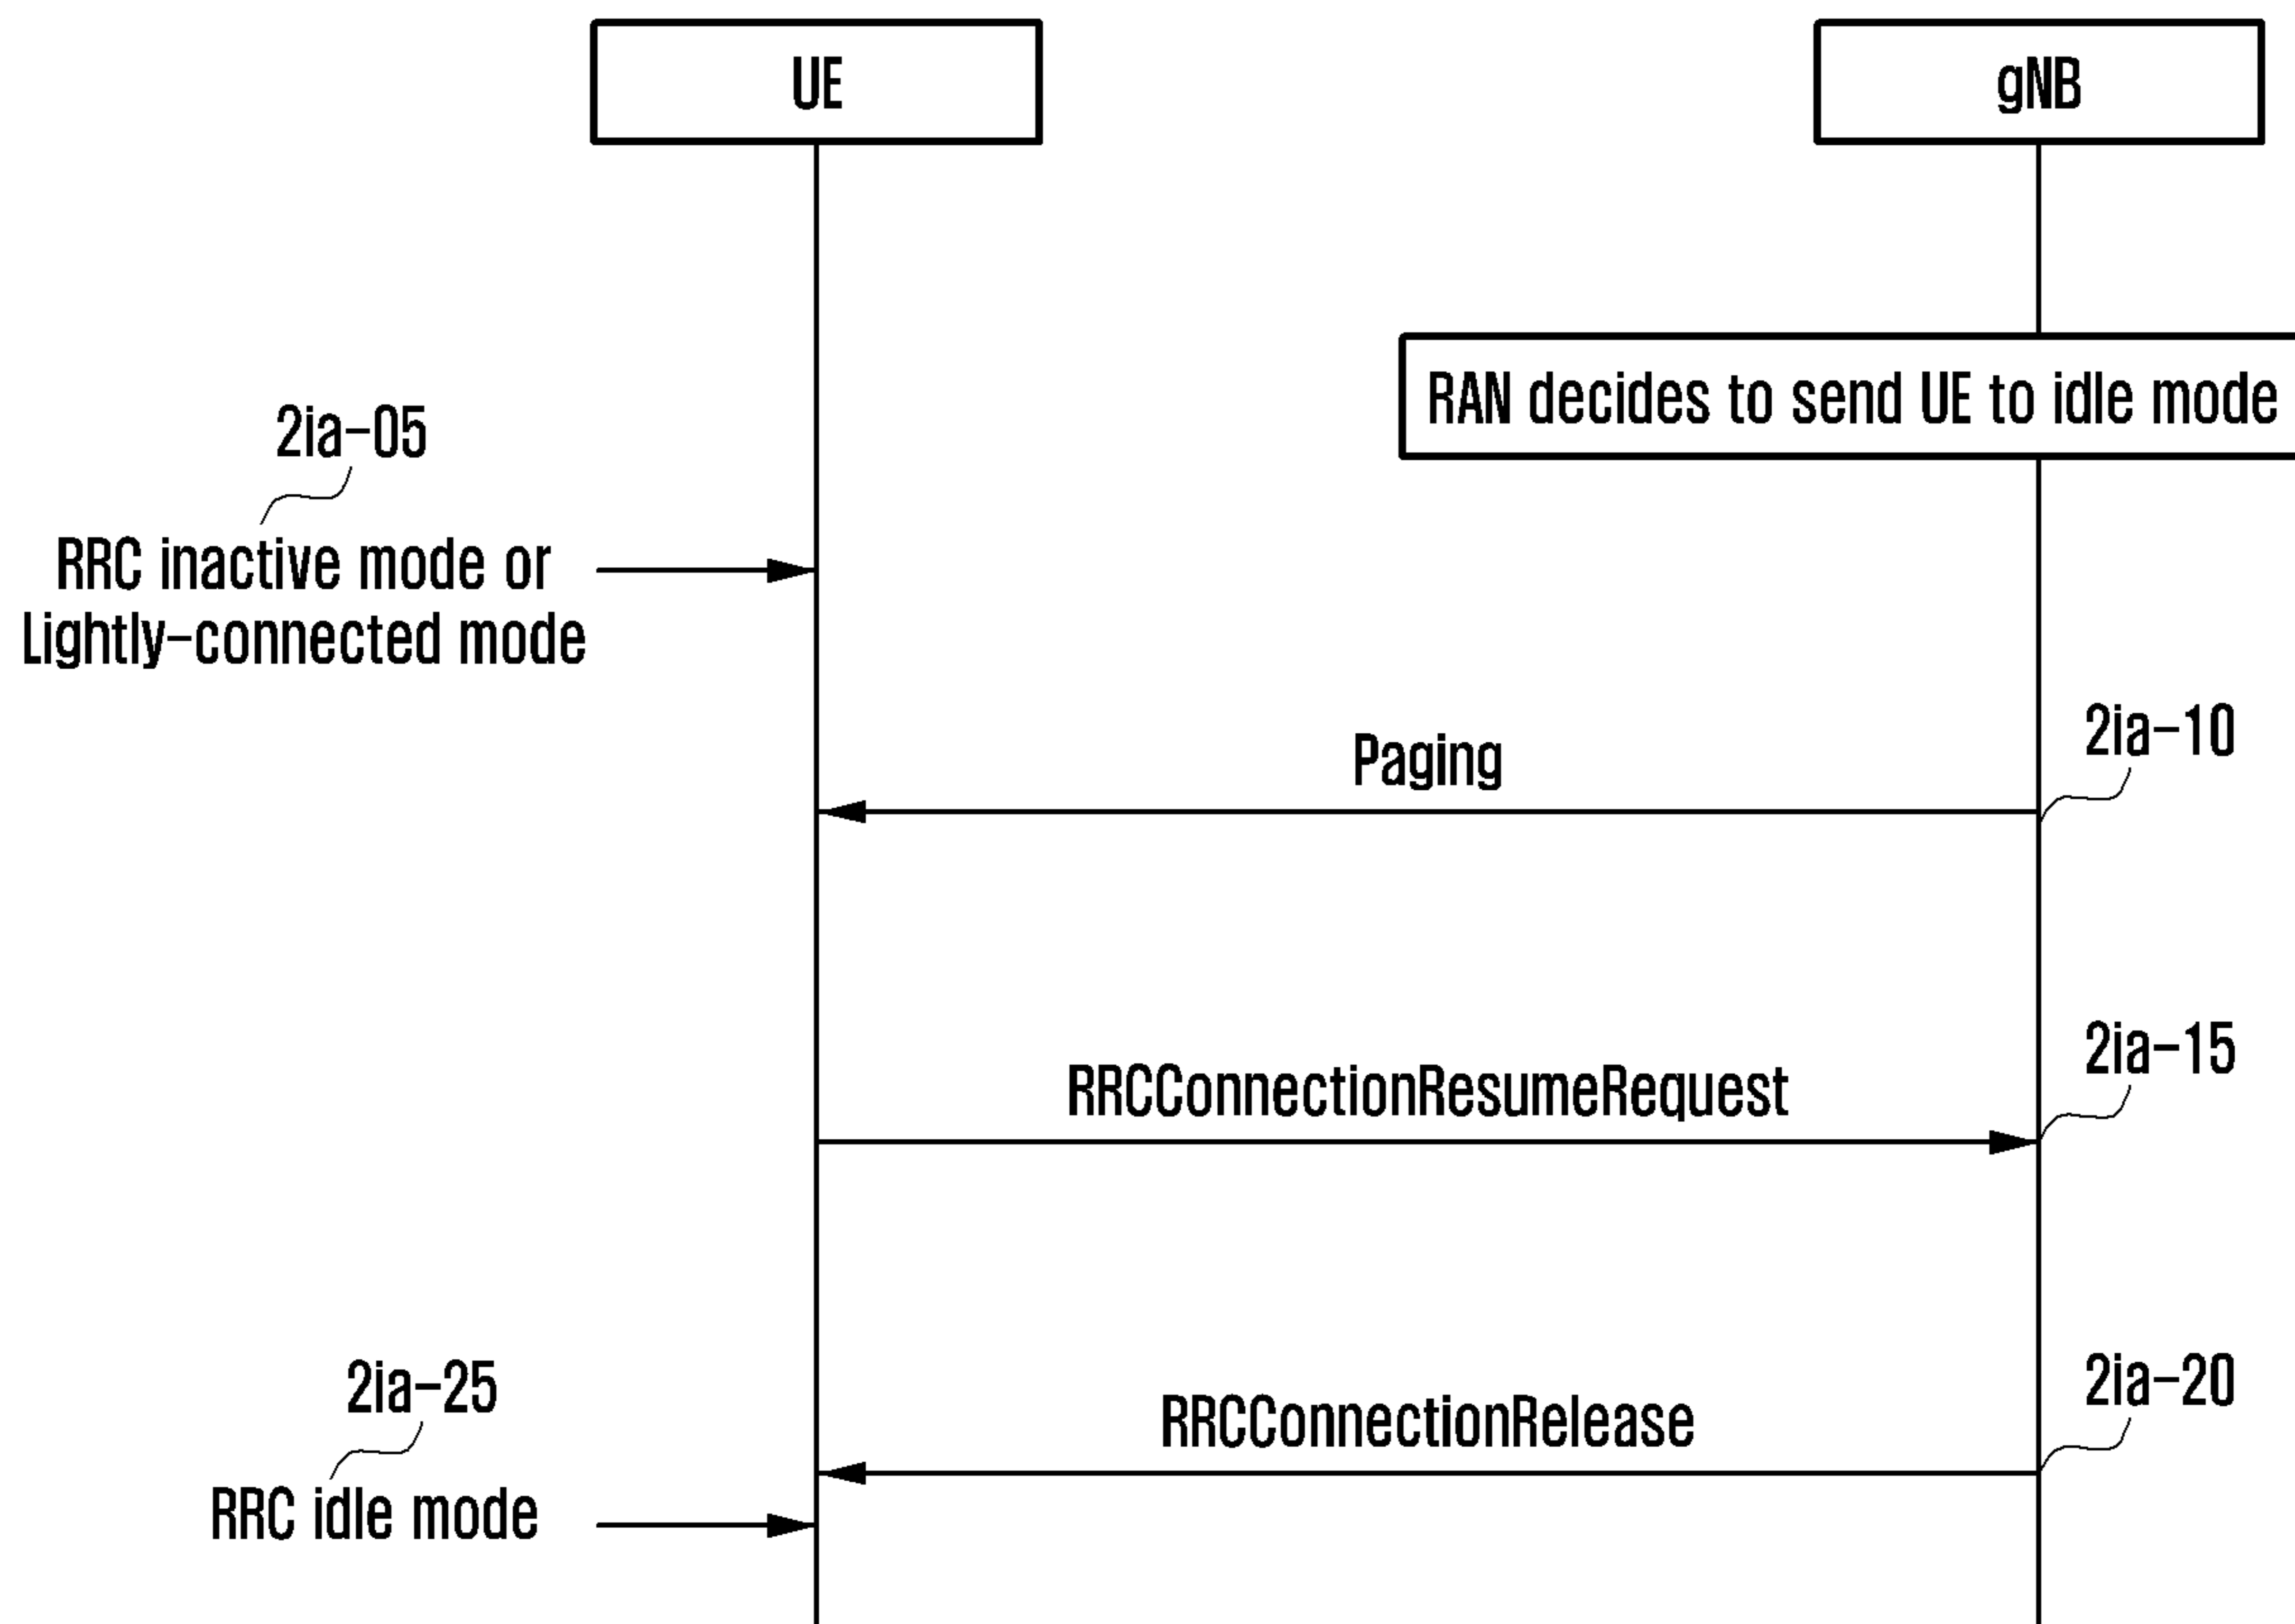 UE
gNB
RAN decides to send UE to idle mode
2ia-05
RRC inactive mode or
Lightly-connected mode
2ia-10
Paging
2ia-15
RRCConnectionResumeRequest
2ia-20
RRCConnectionRelease
2ia-25
RRC idle mode